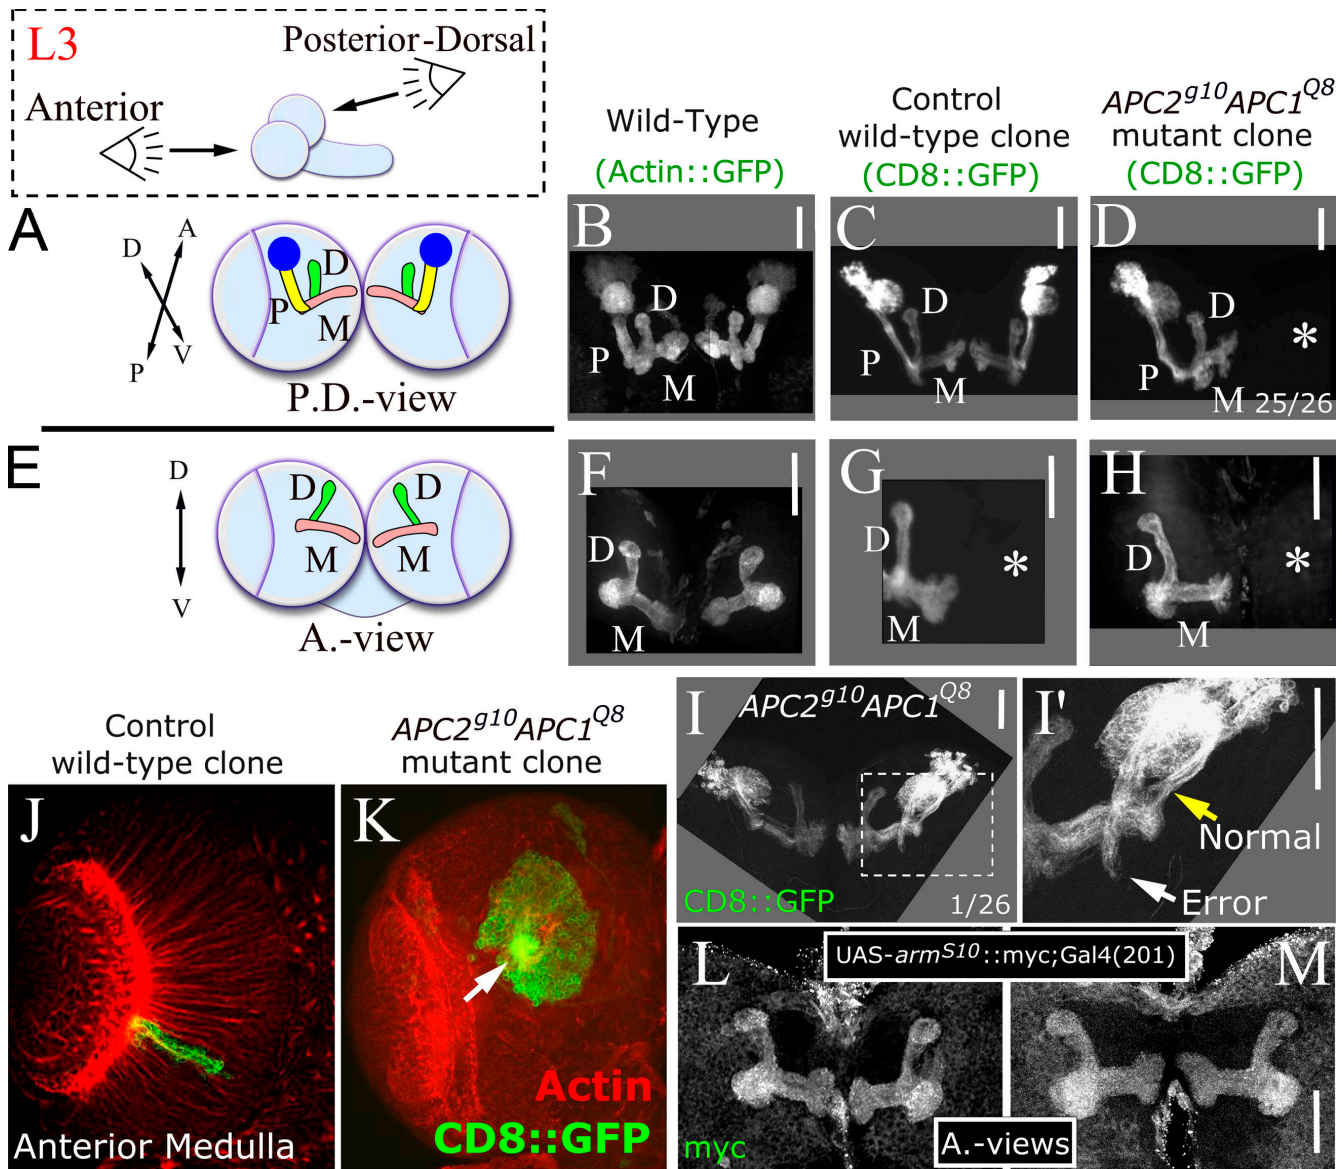 L3
Posterior-Dorsal
Anterior
Wild-Type
(Actin::GFP)
Control
wild-type clone
(CD8::GFP)
APC2g10APC1Q8
mutant clone
(CD8::GFP)
A
D
A
P
V
D
P
M
P.D.-view
B
D
P
M
C
D
P
M
D
D
P
M
*
25/26
E
D
V
D
D
M
M
A.-view
F
D
M
G
D
M
*
H
D
M
*
Control
wild-type clone
APC2g10APC1Q8
mutant clone
J
Anterior Medulla
K
Actin
CD8::GFP
I
APC2g10APC1Q8
CD8::GFP
1/26
I'
Normal
Error
UAS-armS10::myc;Gal4(201)
L
M
myc
A.-views